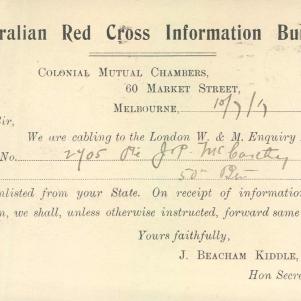 ralian Red Cross Information Bu
COLONIAL MUTUAL CHAMBERS,
60 MARKET STREET,
MELBOURNE, 10/7/17
ir,
We are cabling to the London W. & M. Enquiry
No. 2705 Pte J.P. McCarthy
50 Btn
nlisted from your State. On receipt of information
n, we shall, unless otherwise instructed, forward same
Yours faithfully,
J. BEACHAM KIDDLE,
Hon Secre